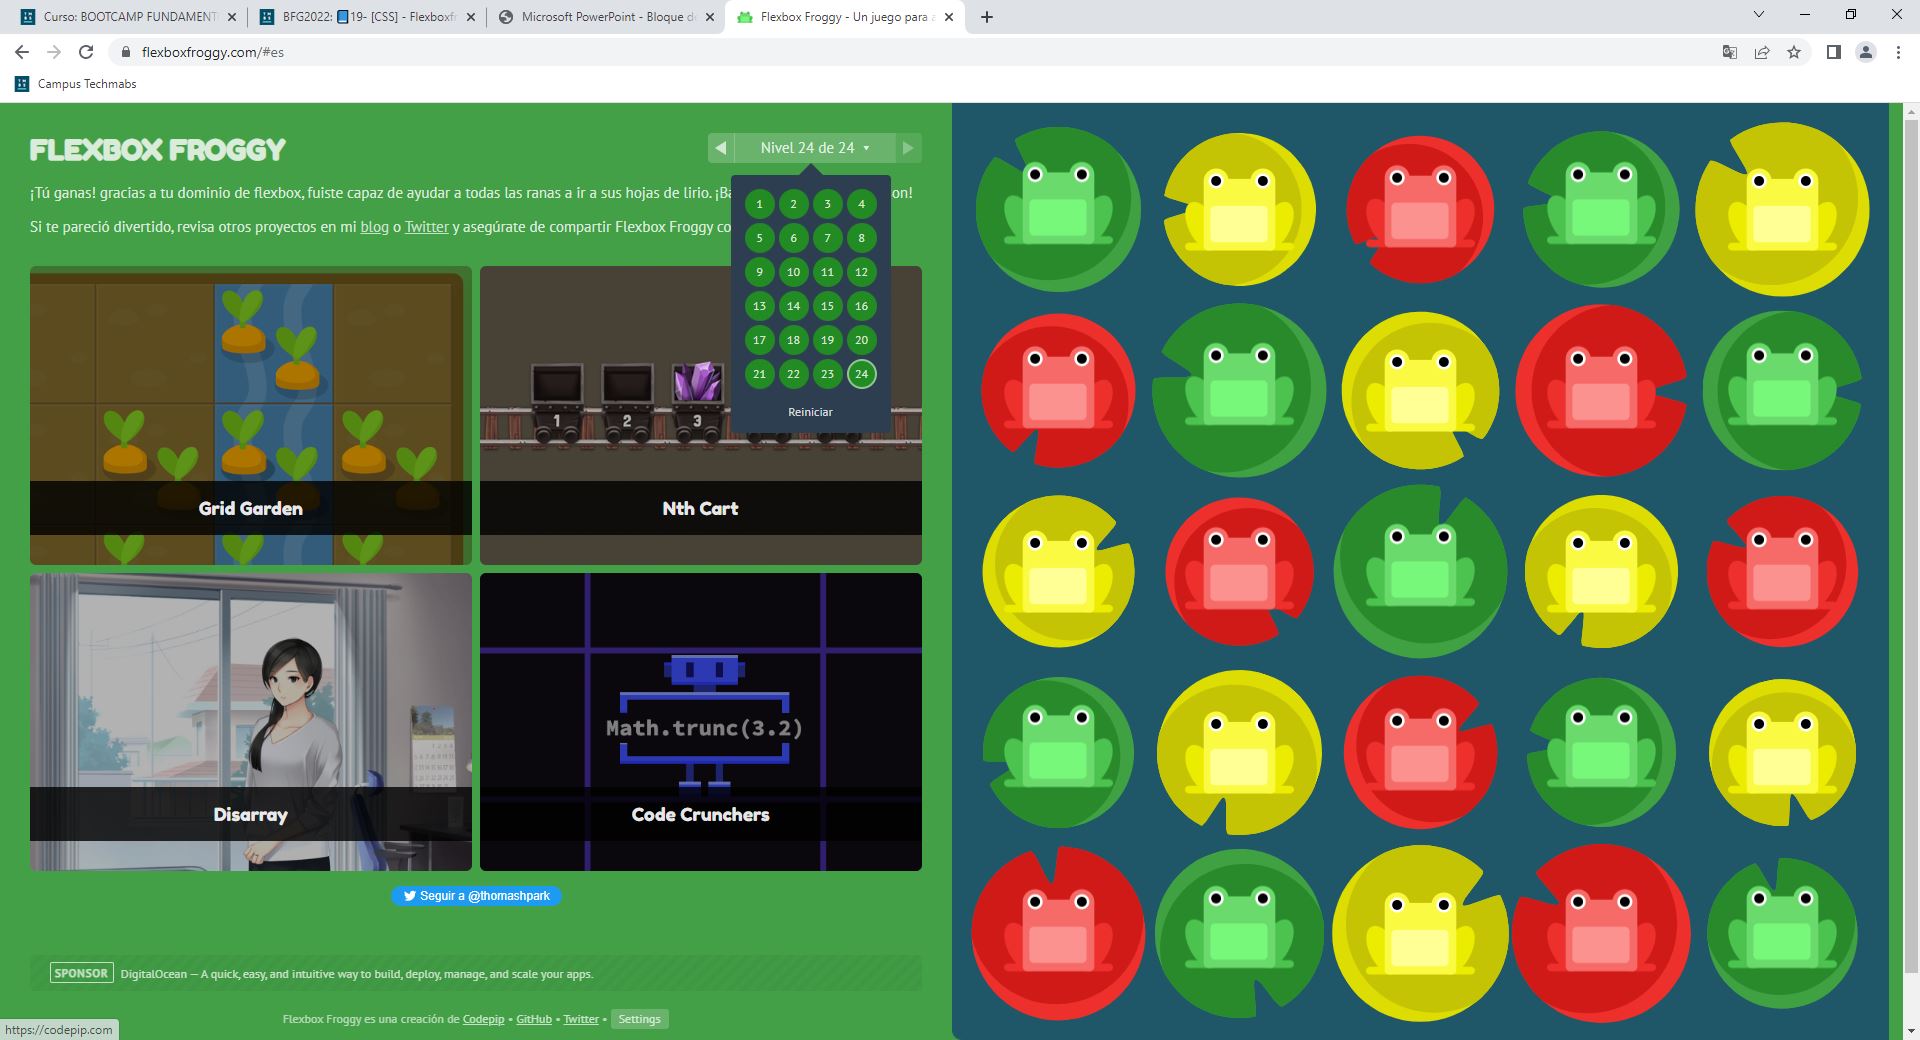 Curso: BOOTCAMP FUNDAMENT
BFG2022: 📘19- [CSS] - Flexboxfr
Microsoft PowerPoint - Bloque de
Flexbox Froggy - Un juego para a
flexboxfroggy.com/#es
Campus Techmabs
FLEXBOX FROGGY
Nivel 24 de 24
¡Tú ganas! gracias a tu dominio de flexbox, fuiste capaz de ayudar a todas las ranas a ir a sus hojas de lirio. on!
Si te pareció divertido, revisa otros proyectos en mi blog o Twitter y asegúrate de compartir Flexbox Froggy co
1 2 3 4
5 6 7 8
9 10 11 12
13 14 15 16
17 18 19 20
21 22 23 24
Reiniciar
1 2 3
Grid Garden
Nth Cart
Math.trunc(3.2)
Disarray
Code Crunchers
Seguir a @thomashpark
SPONSOR DigitalOcean — A quick, easy, and intuitive way to build, deploy, manage, and scale your apps.
Flexbox Froggy es una creación de Codepip • GitHub • Twitter • Settings
https://codepip.com